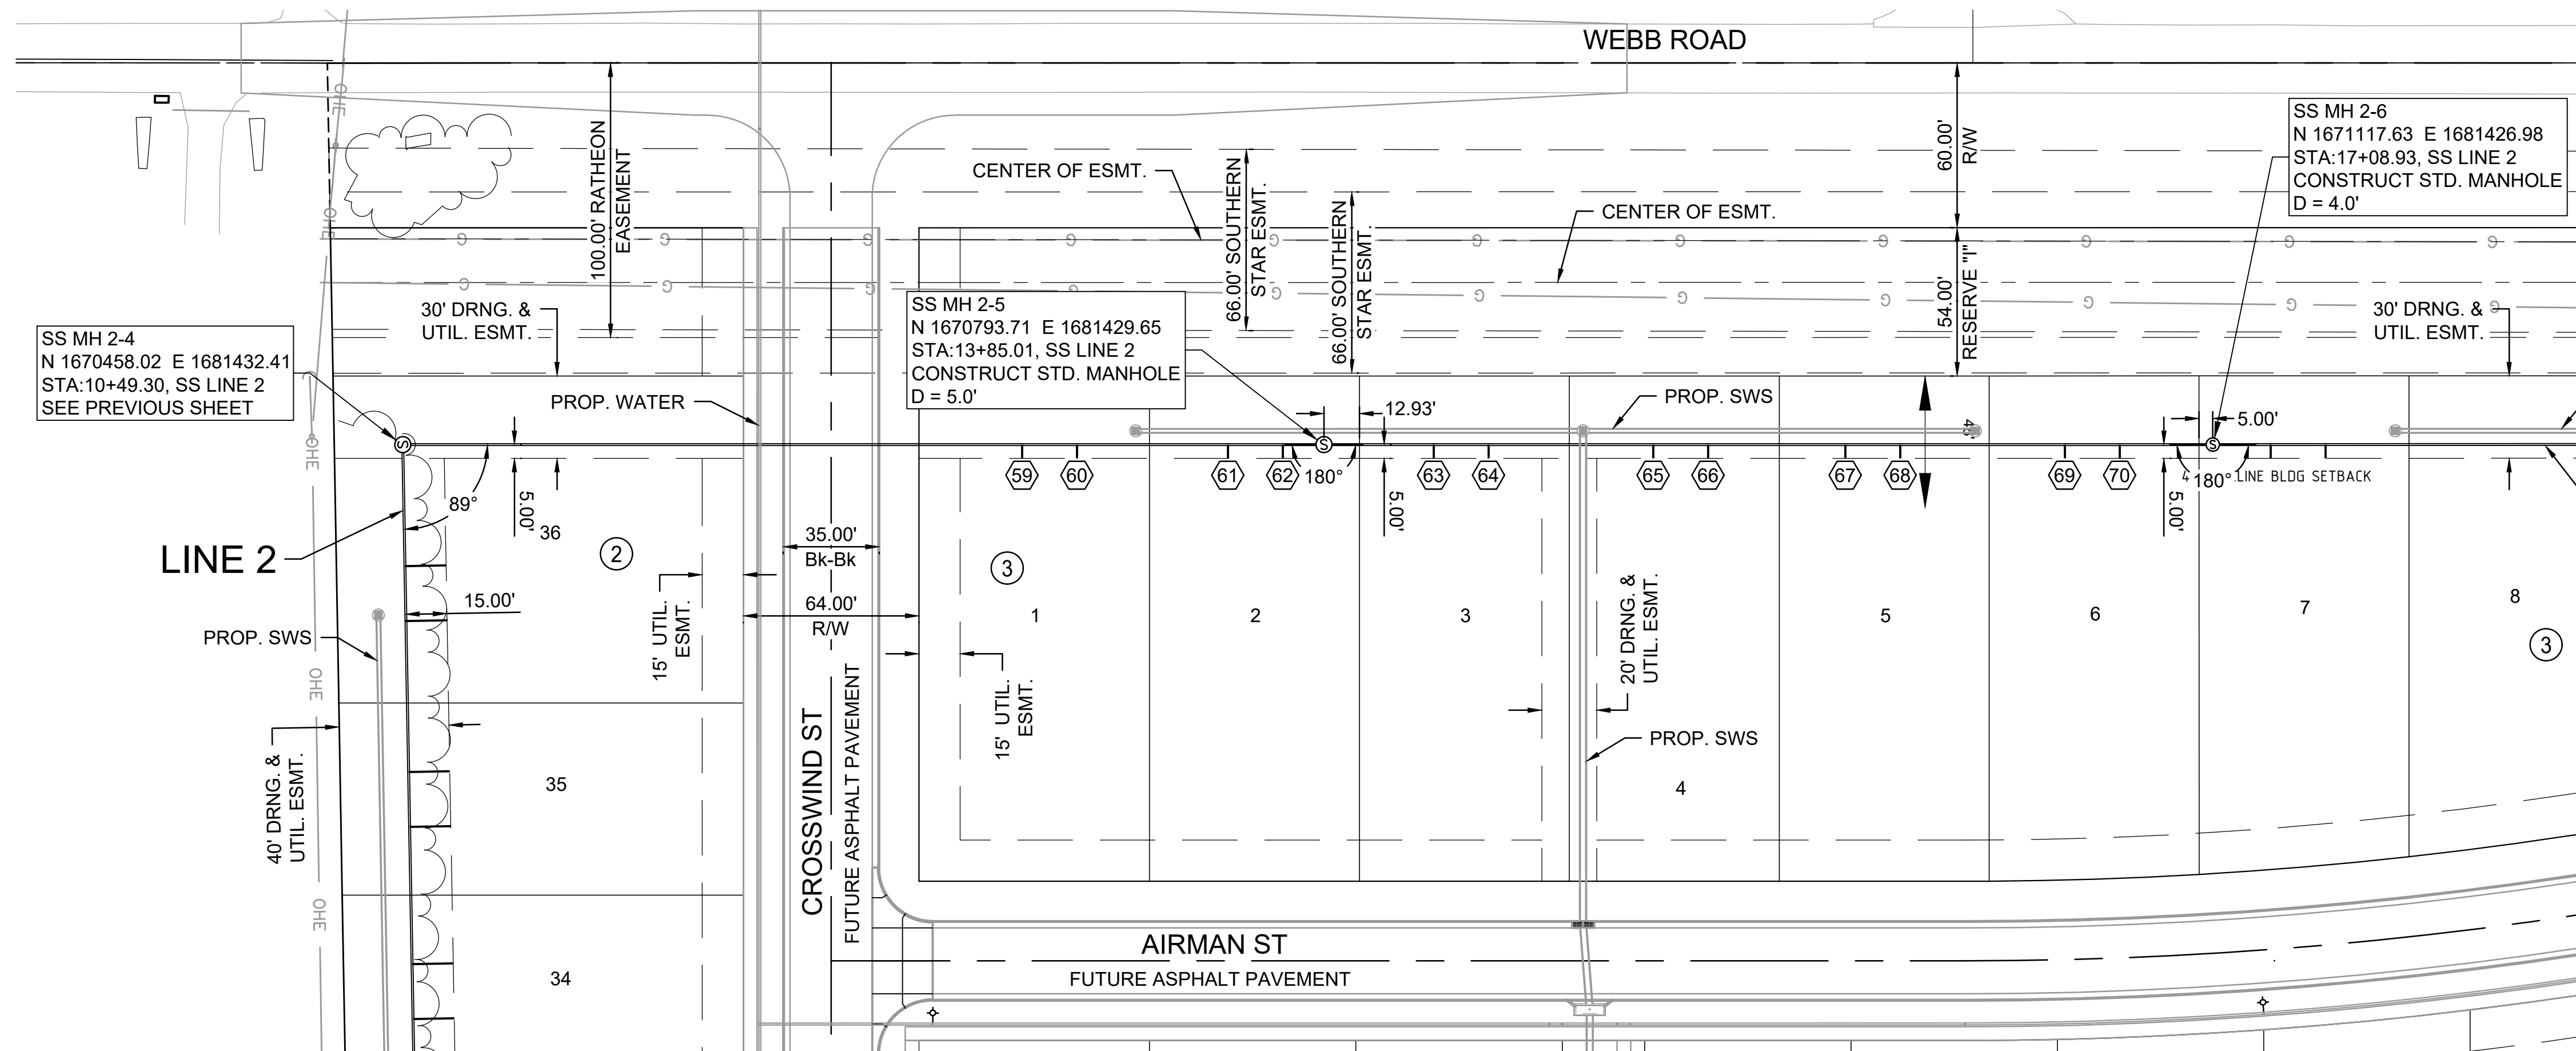 WEBB ROAD
SS MH 2-6
N 1671117.63 E 1681426.98
STA:17+08.93, SS LINE 2
CONSTRUCT STD. MANHOLE
D = 4.0'
OHE
OHE
100.00' RATHEON
EASEMENT
CENTER OF ESMT.
66.00' SOUTHERN
STAR ESMT.
66.00' SOUTHERN
STAR ESMT.
CENTER OF ESMT.
60.00'
R/W
54.00'
RESERVE "I"
G G G G G G G G G G G
G G G G G G G G G G G
30' DRNG. &
UTIL. ESMT.
30' DRNG. &
UTIL. ESMT.
SS MH 2-5
N 1670793.71 E 1681429.65
STA:13+85.01, SS LINE 2
CONSTRUCT STD. MANHOLE
D = 5.0'
SS MH 2-4
N 1670458.02 E 1681432.41
STA:10+49.30, SS LINE 2
SEE PREVIOUS SHEET
PROP. WATER
12.93'
PROP. SWS
5.00'
S
S
S
OHE
59
60
61
62
180°
63
64
65
66
67
68
69
70
180°
LINE BLDG SETBACK
89°
5.00'
5.00'
5.00'
36
LINE 2
2
35.00'
Bk-Bk
3
15.00'
64.00'
R/W
15' UTIL.
ESMT.
1
2
3
20' DRNG. &
UTIL. ESMT.
5
6
7
8
3
PROP. SWS
OHE
15' UTIL.
ESMT.
CROSSWIND ST
FUTURE ASPHALT PAVEMENT
PROP. SWS
4
40' DRNG. &
UTIL. ESMT.
35
OHE
AIRMAN ST
FUTURE ASPHALT PAVEMENT
34